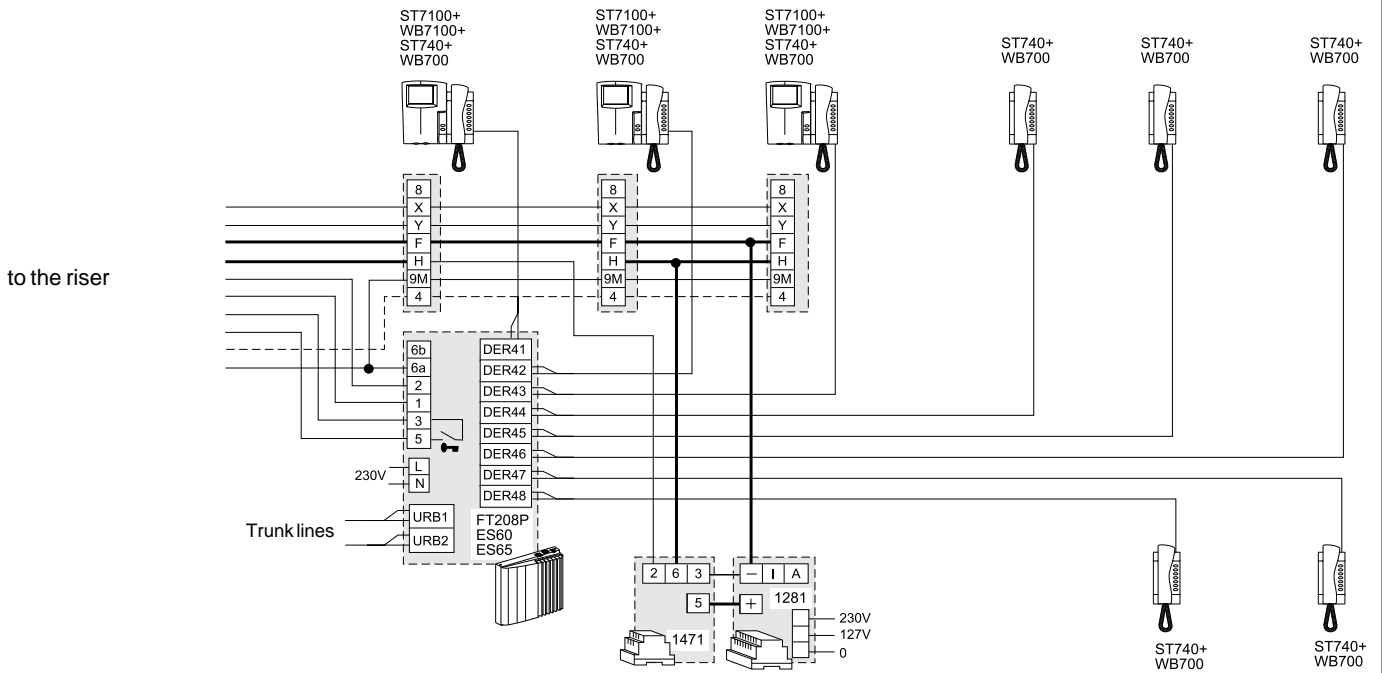 ST7100+
WB7100+
ST740+
WB700
ST7100+
WB7100+
ST740+
WB700
ST7100+
WB7100+
ST740+
WB700
ST740+
WB700
ST740+
WB700
ST740+
WB700
8
X
Y
F
H
9M
4
8
X
Y
F
H
9M
4
8
X
Y
F
H
9M
4
to the riser
6b
6a
2
1
3
5
L
N
230V
DER41
DER42
DER43
DER44
DER45
DER46
DER47
DER48
Trunk lines
URB1
URB2
FT208P
ES60
ES65
2 6 3
5
1471
– I A
+
1281
230V
127V
0
ST740+
WB700
ST740+
WB700